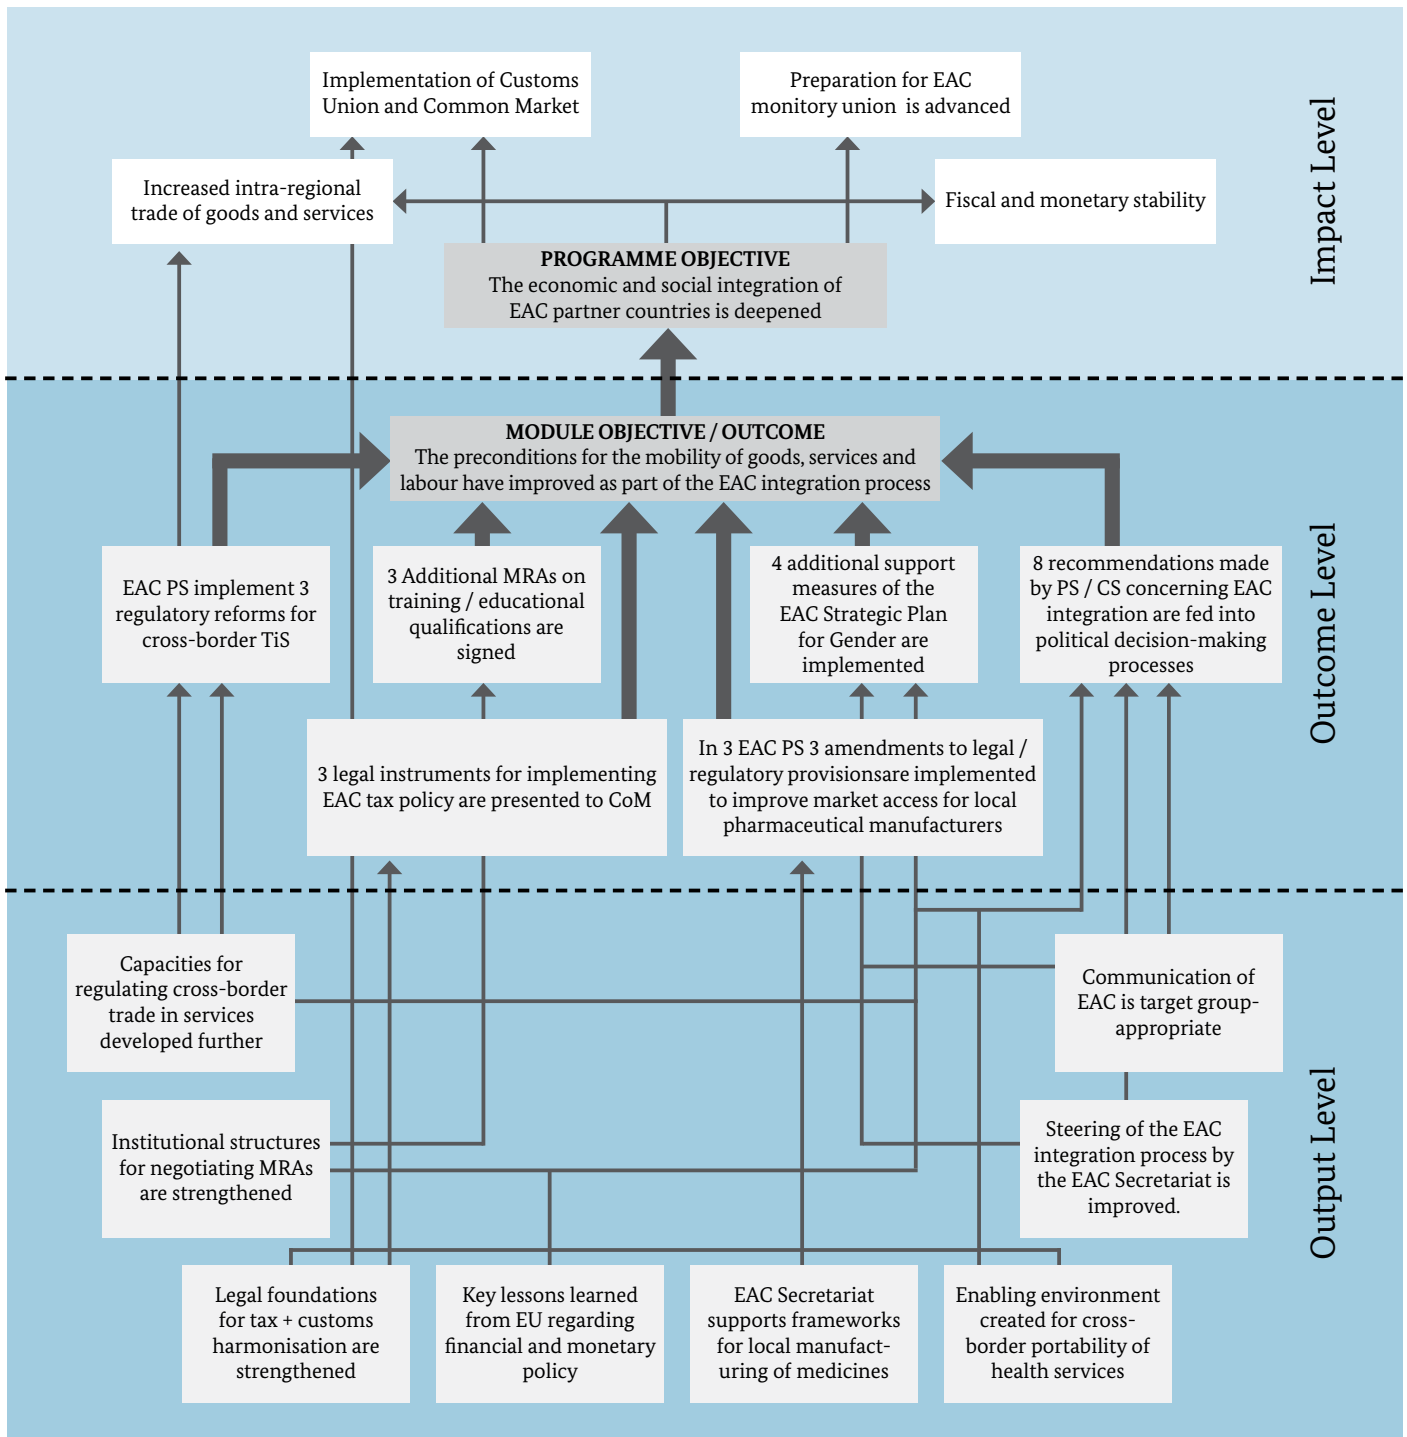 Implementation of Customs
Union and Common Market
Preparation for EAC
monitory union is advanced
Increased intra-regional
trade of goods and services
Fiscal and monetary stability
PROGRAMME OBJECTIVE
The economic and social integration of
EAC partner countries is deepened
Impact Level
MODULE OBJECTIVE / OUTCOME
The preconditions for the mobility of goods, services and
labour have improved as part of the EAC integration process
EAC PS implement 3
regulatory reforms for
cross-border TiS
3 Additional MRAs on
training / educational
qualifications are
signed
4 additional support
measures of the
EAC Strategic Plan
for Gender are
implemented
8 recommendations made
by PS / CS concerning EAC
integration are fed into
political decision-making
processes
3 legal instruments for implementing
EAC tax policy are presented to CoM
In 3 EAC PS 3 amendments to legal /
regulatory provisionsare implemented
to improve market access for local
pharmaceutical manufacturers
Outcome Level
Capacities for
regulating cross-border
trade in services
developed further
Communication of
EAC is target group-
appropriate
Institutional structures
for negotiating MRAs
are strengthened
Steering of the EAC
integration process by
the EAC Secretariat is
improved.
Legal foundations
for tax + customs
harmonisation are
strengthened
Key lessons learned
from EU regarding
financial and monetary
policy
EAC Secretariat
supports frameworks
for local manufact-
uring of medicines
Enabling environment
created for cross-
border portability of
health services
Output Level